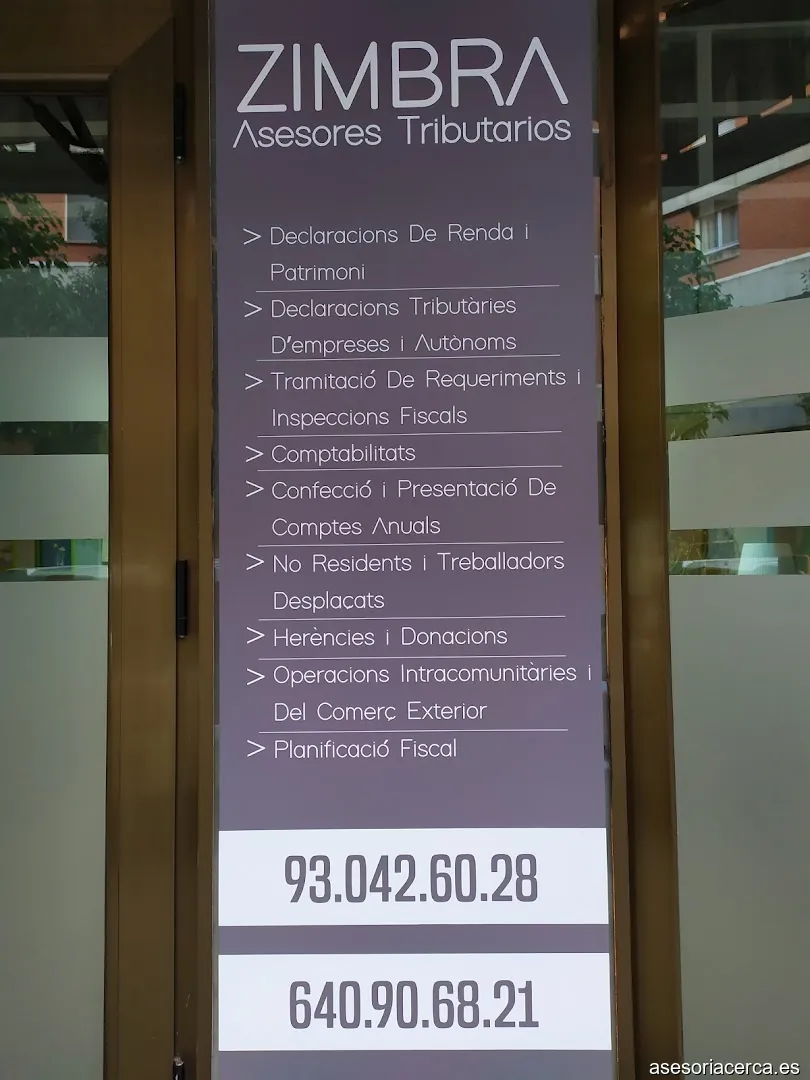 ZIMBRA
Asesores Tributarios
> Declaracions De Renda i
Patrimoni
> Declaracions Tributàries
D'empreses i Autònoms
> Tramitació De Requeriments i
Inspeccions Fiscals
> Comptabilitats
> Confecció i Presentació De
Comptes Anuals
> No Residents i Treballadors
Desplaçats
> Herències i Donacions
> Operacions Intracomunitàries i
Del Comerç Exterior
> Planificació Fiscal
93.042.60.28
640.90.68.21
asesoriacerca.es